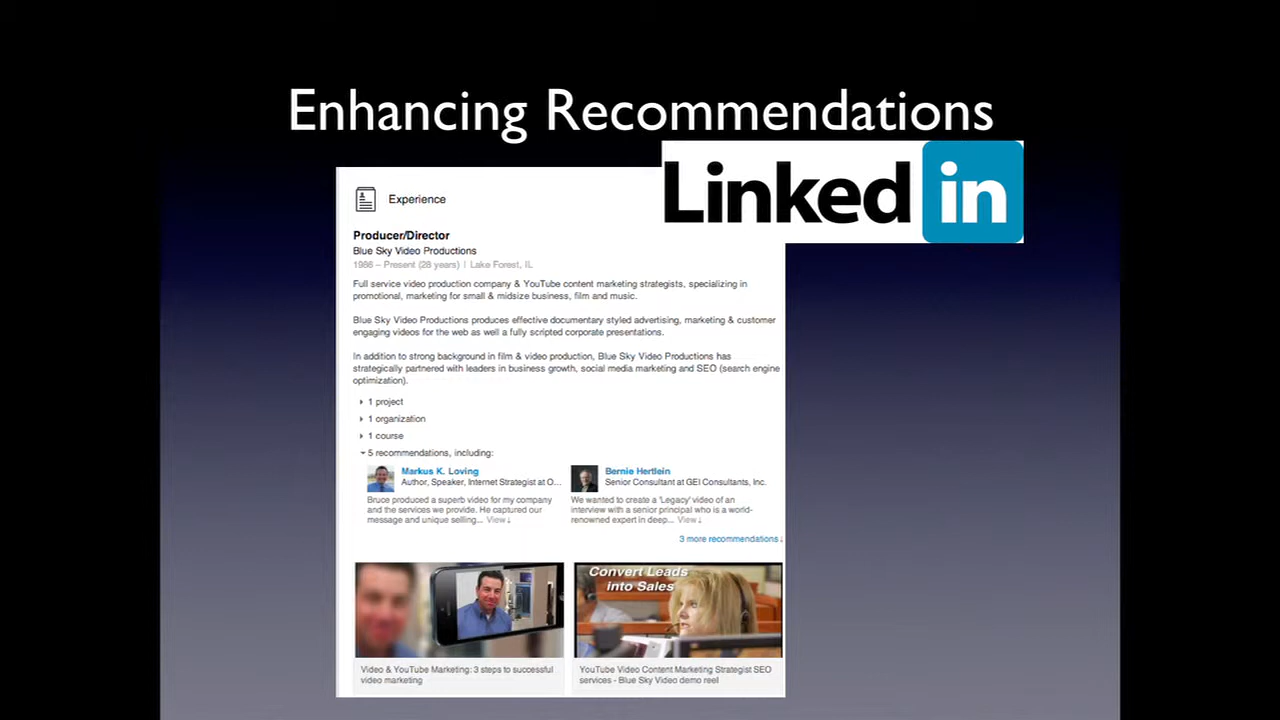 Enhancing Recommendations
Linked in
Experience
Producer/Director
Blue Sky Video Productions
1986 – Present (28 years) | Lake Forest, IL
Full service video production company & YouTube content marketing strategists, specializing in
promotional, marketing for small & midsize business, film and music.
Blue Sky Video Productions produces effective documentary styled advertising, marketing & customer
engaging videos for the web as well a fully scripted corporate presentations.
In addition to strong background in film & video production, Blue Sky Video Productions has
strategically partnered with leaders in business growth, social media marketing and SEO (search engine
optimization).
1 project
1 organization
1 course
5 recommendations, including:
Markus K. Loving
Author, Speaker, Internet Strategist at O...
Bruce produced a superb video for my company
and the services we provide. He captured our
message and unique selling... View↓
Bernie Hertlein
Senior Consultant at GEI Consultants, Inc.
We wanted to create a 'Legacy' video of an
interview with a senior principal who is a world-
renowned expert in deep... View↓
3 more recommendations↓
Convert Leads
into Sales
Video & YouTube Marketing: 3 steps to successful
video marketing
YouTube Video Content Marketing Strategist SEO
services - Blue Sky Video demo reel